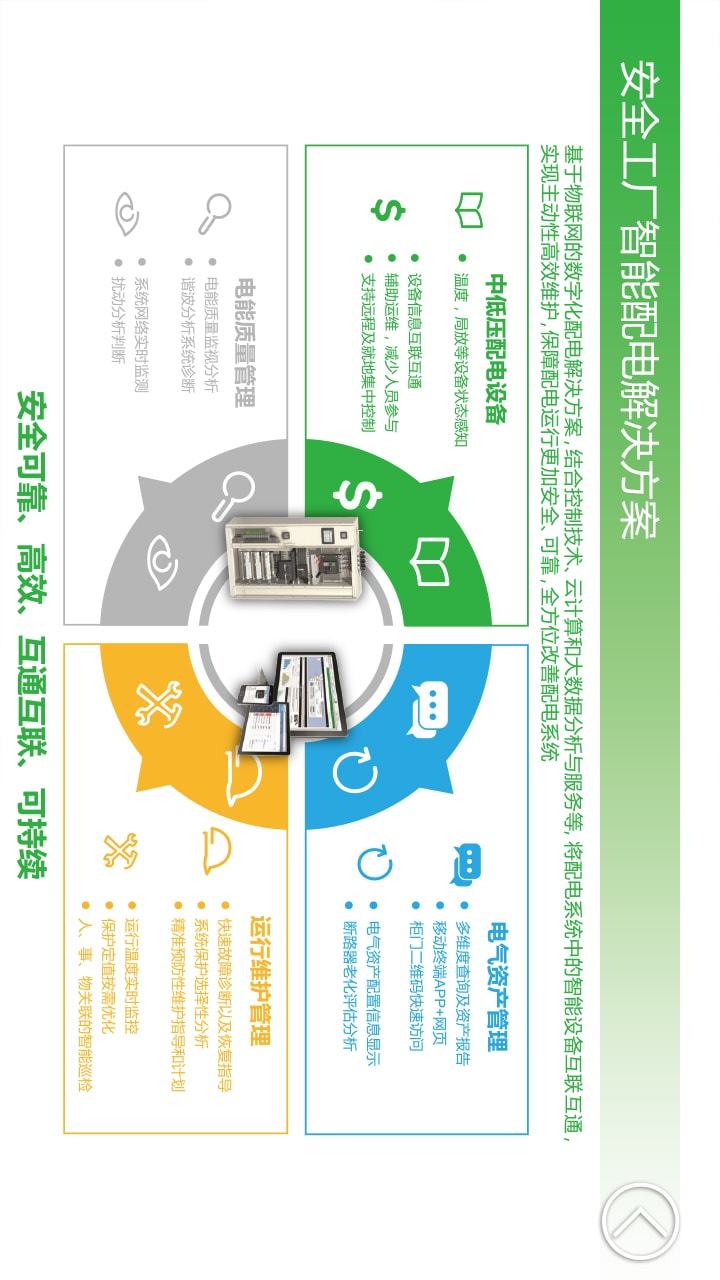 安全工厂智能配电解决方案
基于物联网的数字化配电解决方案，结合控制技术、云计算和大数据分析与服务等，将配电系统中的智能设备互联互通，
实现主动性高效维护，保障配电运行更加安全、可靠，全方位改善配电系统
中低压配电设备
温度，局放等设备状态感知
设备信息互联互通
辅助运维，减少人员参与
支持远程及就地集中控制
电气资产管理
多维度查询及资产报告
移动终端APP+网页
柜门二维码快速访问
电气资产配置信息显示
断路器老化评估分析
电能质量管理
电能质量监视分析
谐波分析系统诊断
系统网络实时监测
扰动分析判断
运行维护管理
快速故障诊断以及恢复指导
系统保护选择性分析
精准预防性维护指导和计划
运行温度实时监控
保护定值按需优化
人、事、物关联的智能巡检
安全可靠、高效、互通互联、可持续